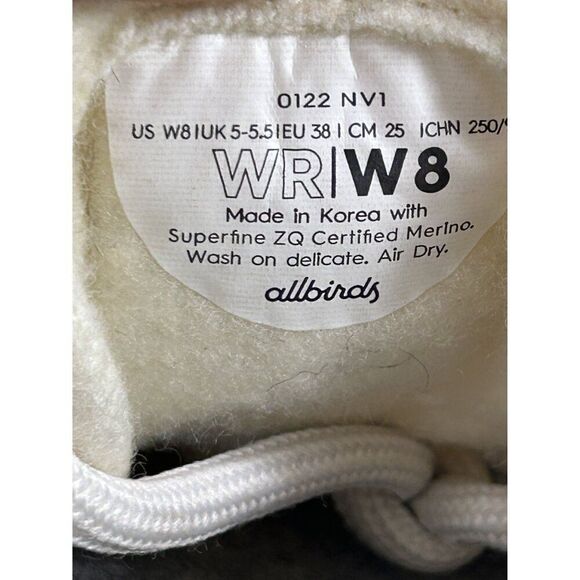 0122 NV1
US W8|UK 5-5.5|EU 38 | CM 25 |CHN 250/
WR|W8
Made in Korea with
Superfine ZQ Certified Merino.
Wash on delicate. Air Dry.
allbirds